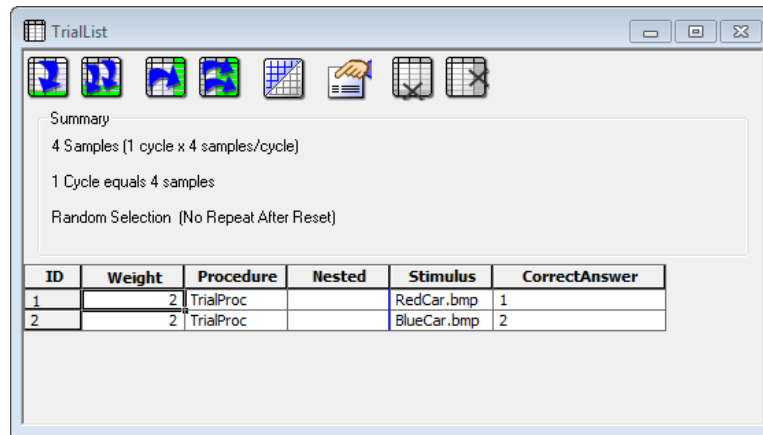 TrialList
Summary
4 Samples (1 cycle x 4 samples/cycle)
1 Cycle equals 4 samples
Random Selection (No Repeat After Reset)
ID Weight Procedure Nested Stimulus CorrectAnswer
1 2 TrialProc RedCar.bmp 1
2 2 TrialProc BlueCar.bmp 2